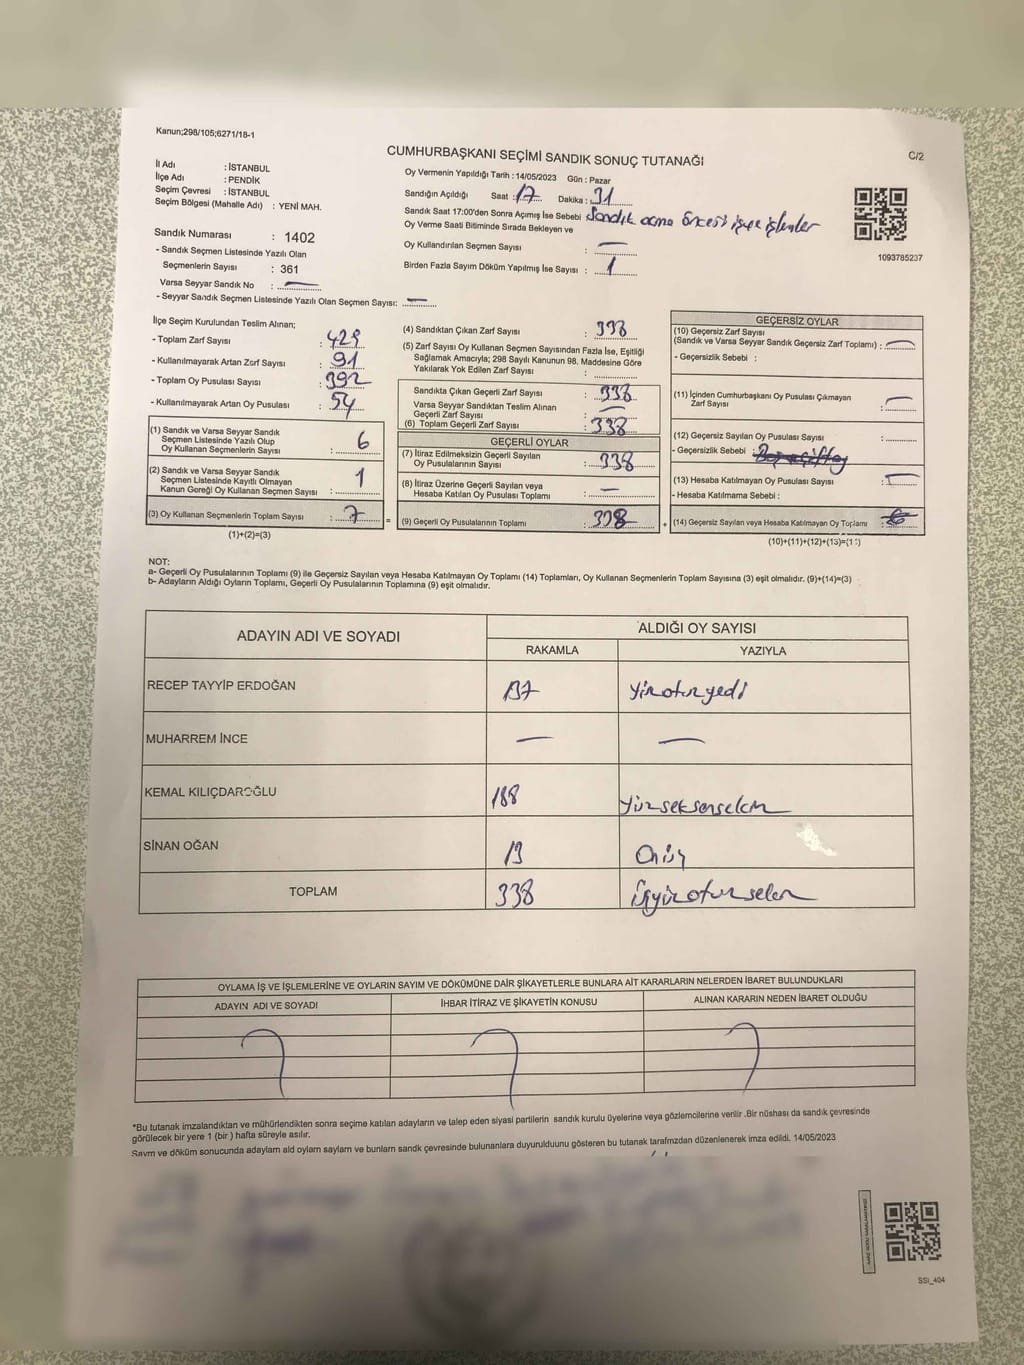 Kanun;298/105;6271/18-1
CUMHURBAŞKANI SEÇİMİ SANDIK SONUÇ TUTANAĞI
C/2
İl Adı : İSTANBUL
İlçe Adı : PENDİK
Seçim Çevresi : İSTANBUL
Seçim Bölgesi (Mahalle Adı) : YENİ MAH.
Oy Vermenin Yapıldığı Tarih : 14/05/2023 Gün : Pazar
Sandığın Açıldığı Saat : 17 Dakika : 31
Sandık Saat 17:00'den Sonra Açımış İse Sebebi : Sandık açma öncesi işlemler
Oy Verme Saati Bitiminde Sırada Bekleyen ve
Oy Kullandırılan Seçmen Sayısı : —
Birden Fazla Sayım Döküm Yapılmış İse Sayısı : 1
1093785237
Sandık Numarası : 1402
- Sandık Seçmen Listesinde Yazılı Olan
Seçmenlerin Sayısı : 361
Varsa Seyyar Sandık No : —
- Seyyar Sandık Seçmen Listesinde Yazılı Olan Seçmen Sayısı: —
İlçe Seçim Kurulundan Teslim Alınan;
- Toplam Zarf Sayısı : 429
- Kullanılmayarak Artan Zarf Sayısı : 91
- Toplam Oy Pusulası Sayısı : 392
- Kullanılmayarak Artan Oy Pusulası : 54
(1) Sandık ve Varsa Seyyar Sandık
Seçmen Listesinde Yazılı Olup
Oy Kullanan Seçmenlerin Sayısı : 6
(2) Sandık ve Varsa Seyyar Sandık
Seçmen Listesinde Kayıtlı Olmayan
Kanun Gereği Oy Kullanan Seçmen Sayısı : 1
(3) Oy Kullanan Seçmenlerin Toplam Sayısı : 7 =
(1)+(2)=(3)
(4) Sandıktan Çıkan Zarf Sayısı : 338
(5) Zarf Sayısı Oy Kullanan Seçmen Sayısından Fazla İse, Eşitliği
Sağlamak Amacıyla; 298 Sayılı Kanunun 98. Maddesine Göre
Yakılarak Yok Edilen Zarf Sayısı :
Sandıkta Çıkan Geçerli Zarf Sayısı : 338
Varsa Seyyar Sandıktan Teslim Alınan
Geçerli Zarf Sayısı : —
(6) Toplam Geçerli Zarf Sayısı : 338
GEÇERLİ OYLAR
(7) İtiraz Edilmeksizin Geçerli Sayılan
Oy Pusulalarının Sayısı : 338
(8) İtiraz Üzerine Geçerli Sayılan veya
Hesaba Katılan Oy Pusulası Toplamı : —
(9) Geçerli Oy Pusulalarının Toplamı : 338 +
GEÇERSİZ OYLAR
(10) Geçersiz Zarf Sayısı
(Sandık ve Varsa Seyyar Sandık Geçersiz Zarf Toplamı) : —
- Geçersizlik Sebebi :
(11) İçinden Cumhurbaşkanı Oy Pusulası Çıkmayan
Zarf Sayısı : —
(12) Geçersiz Sayılan Oy Pusulası Sayısı :
- Geçersizlik Sebebi :
(13) Hesaba Katılmayan Oy Pusulası Sayısı : —
- Hesaba Katılmama Sebebi :
(14) Geçersiz Sayılan veya Hesaba Katılmayan Oy Toplamı :
(10)+(11)+(12)+(13)=(14)
NOT:
a- Geçerli Oy Pusulalarının Toplamı (9) ile Geçersiz Sayılan veya Hesaba Katılmayan Oy Toplamı (14) Toplamları, Oy Kullanan Seçmenlerin Toplam Sayısına (3) eşit olmalıdır. (9)+(14)=(3)
b- Adayların Aldığı Oyların Toplamı, Geçerli Oy Pusulalarının Toplamına (9) eşit olmalıdır.
ADAYIN ADI VE SOYADI
ALDIĞI OY SAYISI
RAKAMLA YAZIYLA
RECEP TAYYİP ERDOĞAN 137 Yüzotuzyedi
MUHARREM İNCE — —
KEMAL KILIÇDAROĞLU 188 Yüzseksensekiz
SİNAN OĞAN 13 Onüç
TOPLAM 338 Üçyüzotuzsekiz
OYLAMA İŞ VE İŞLEMLERİNE VE OYLARIN SAYIM VE DÖKÜMÜNE DAİR ŞİKAYETLERLE BUNLARA AİT KARARLARIN NELERDEN İBARET BULUNDUKLARI
ADAYIN ADI VE SOYADI İHBAR İTİRAZ VE ŞİKAYETİN KONUSU ALINAN KARARIN NEDEN İBARET OLDUĞU
*Bu tutanak imzalandıktan ve mühürlendikten sonra seçime katılan adayların ve talep eden siyasi partilerin sandık kurulu üyelerine veya gözlemcilerine verilir .Bir nüshası da sandık çevresinde
görülecek bir yere 1 (bir ) hafta süreyle asılır.
Sayım ve döküm sonucunda adayların aldığı oyların sayıları ve bunların sandık çevresinde bulunanlara duyurulduğunu gösteren bu tutanak tarafımızdan düzenlenerek imza edildi. 14/05/2023
SSI_404